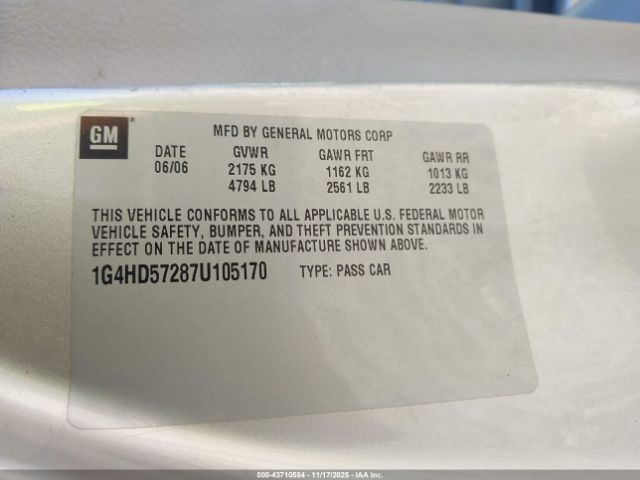 GM ®
MFD BY GENERAL MOTORS CORP
DATE GVWR GAWR FRT GAWR RR
06/06 2175 KG 1162 KG 1013 KG
4794 LB 2561 LB 2233 LB
THIS VEHICLE CONFORMS TO ALL APPLICABLE U.S. FEDERAL MOTOR
VEHICLE SAFETY, BUMPER, AND THEFT PREVENTION STANDARDS IN
EFFECT ON THE DATE OF MANUFACTURE SHOWN ABOVE.
1G4HD57287U105170 TYPE: PASS CAR
000-43710554 - 11/17/2025 - IAA Inc.